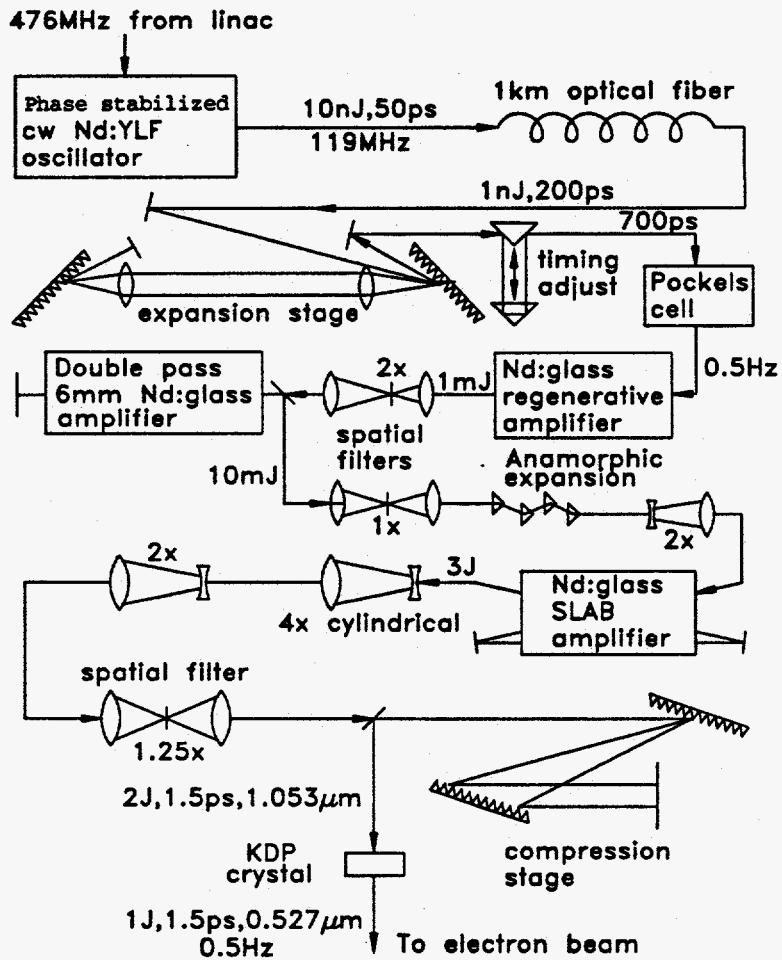 476MHz from linac
Phase stabilized
cw Nd:YLF
oscillator
10nJ,50ps
119MHz
1km optical fiber
1nJ,200ps
700ps
timing
adjust
expansion stage
Pockels
cell
0.5Hz
Double pass
6mm Nd:glass
amplifier
2x
1mJ
Nd:glass
regenerative
amplifier
spatial
filters
10mJ
1x
Anamorphic
expansion
2x
2x
3J
4x cylindrical
Nd:glass
SLAB
amplifier
spatial filter
1.25x
2J,1.5ps,1.053μm
KDP
crystal
compression
stage
1J,1.5ps,0.527μm
0.5Hz
To electron beam